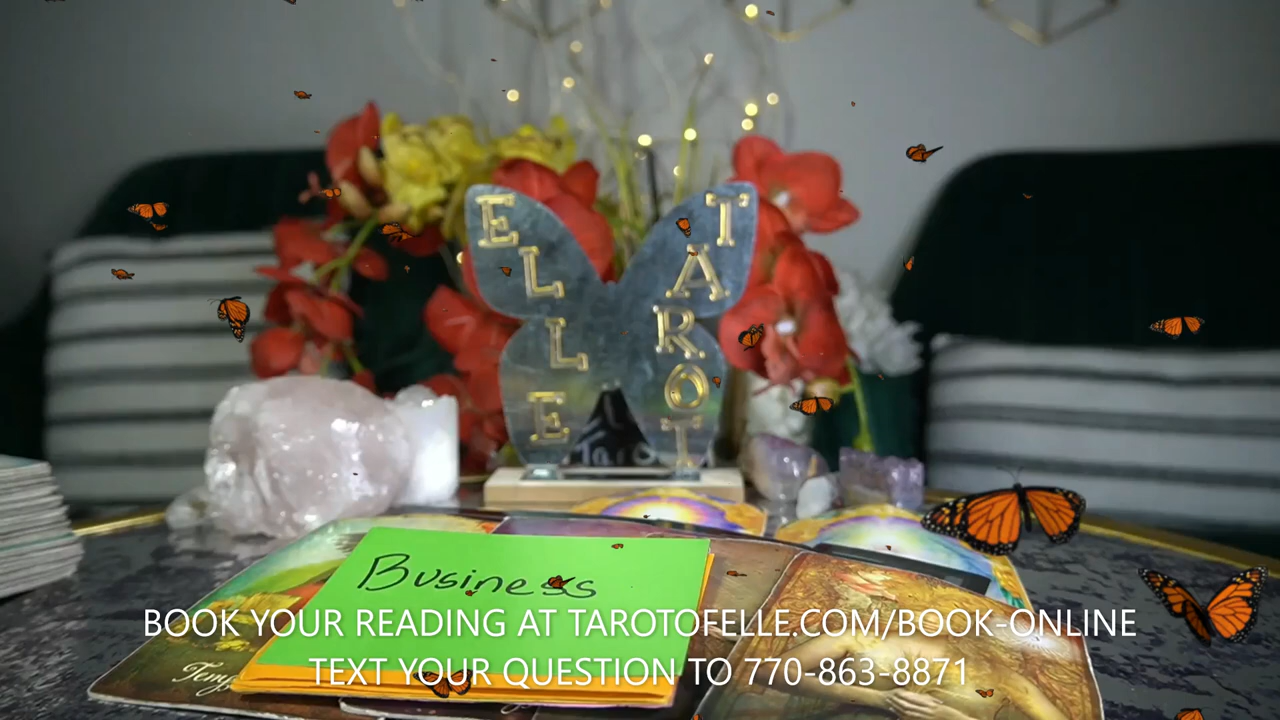 ELLE
TAROT
Business
BOOK YOUR READING AT TAROTOFELLE.COM/BOOK-ONLINE
TEXT YOUR QUESTION TO 770-863-8871